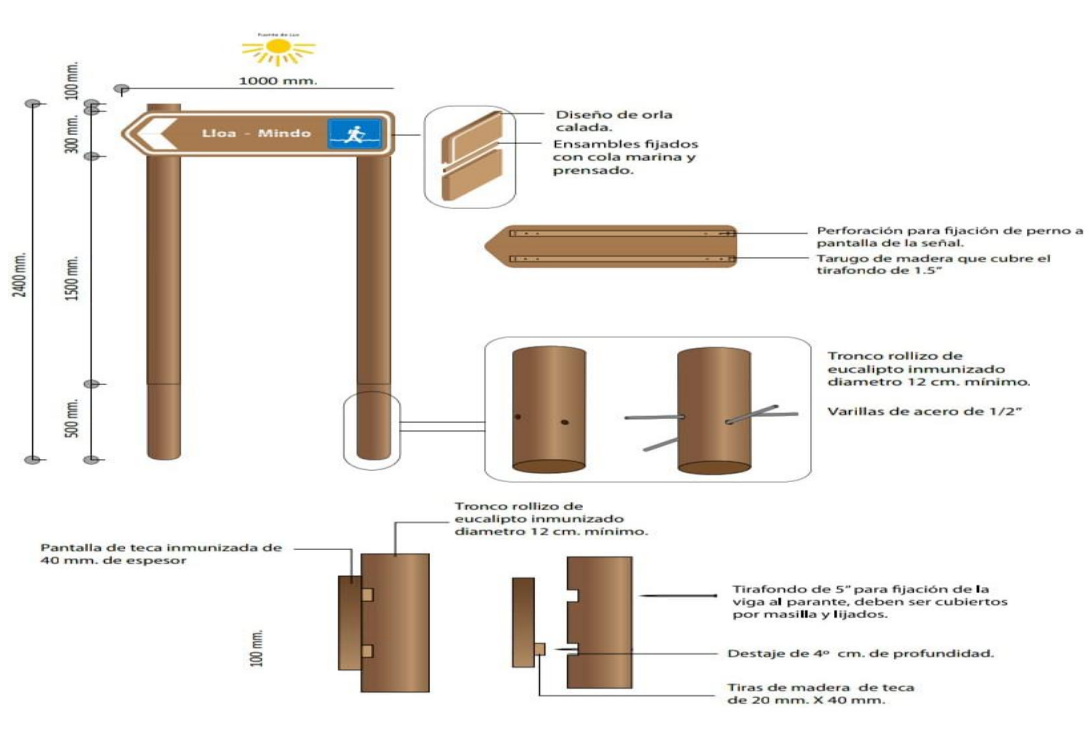 Fuente de Luz
1000 mm.
100 mm.
300 mm.
1500 mm.
500 mm.
2400 mm.
Lloa - Mindo
Diseño de orla
calada.
Ensambles fijados
con cola marina y
prensado.
Perforación para fijación de perno a
pantalla de la señal.
Tarugo de madera que cubre el
tirafondo de 1.5”
Tronco rollizo de
eucalipto inmunizado
diametro 12 cm. mínimo.
Varillas de acero de 1/2”
Tronco rollizo de
eucalipto inmunizado
diametro 12 cm. mínimo.
Pantalla de teca inmunizada de
40 mm. de espesor
100 mm.
Tirafondo de 5” para fijación de la
viga al parante, deben ser cubiertos
por masilla y lijados.
Destaje de 4º cm. de profundidad.
Tiras de madera de teca
de 20 mm. X 40 mm.